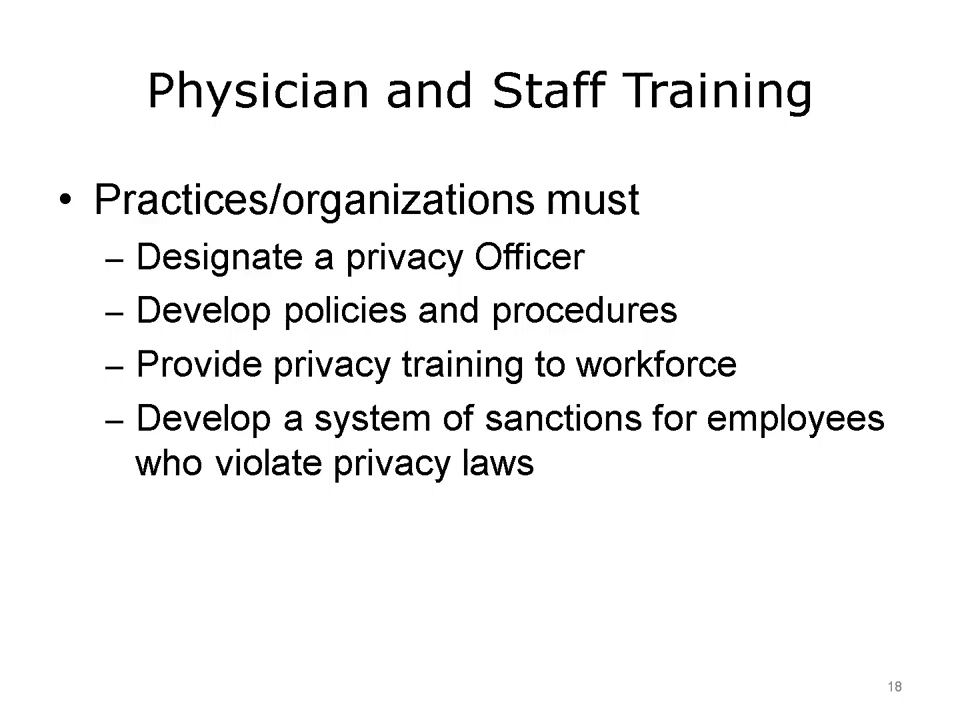 Physician and Staff Training
• Practices/organizations must
– Designate a privacy Officer
– Develop policies and procedures
– Provide privacy training to workforce
– Develop a system of sanctions for employees
who violate privacy laws
18